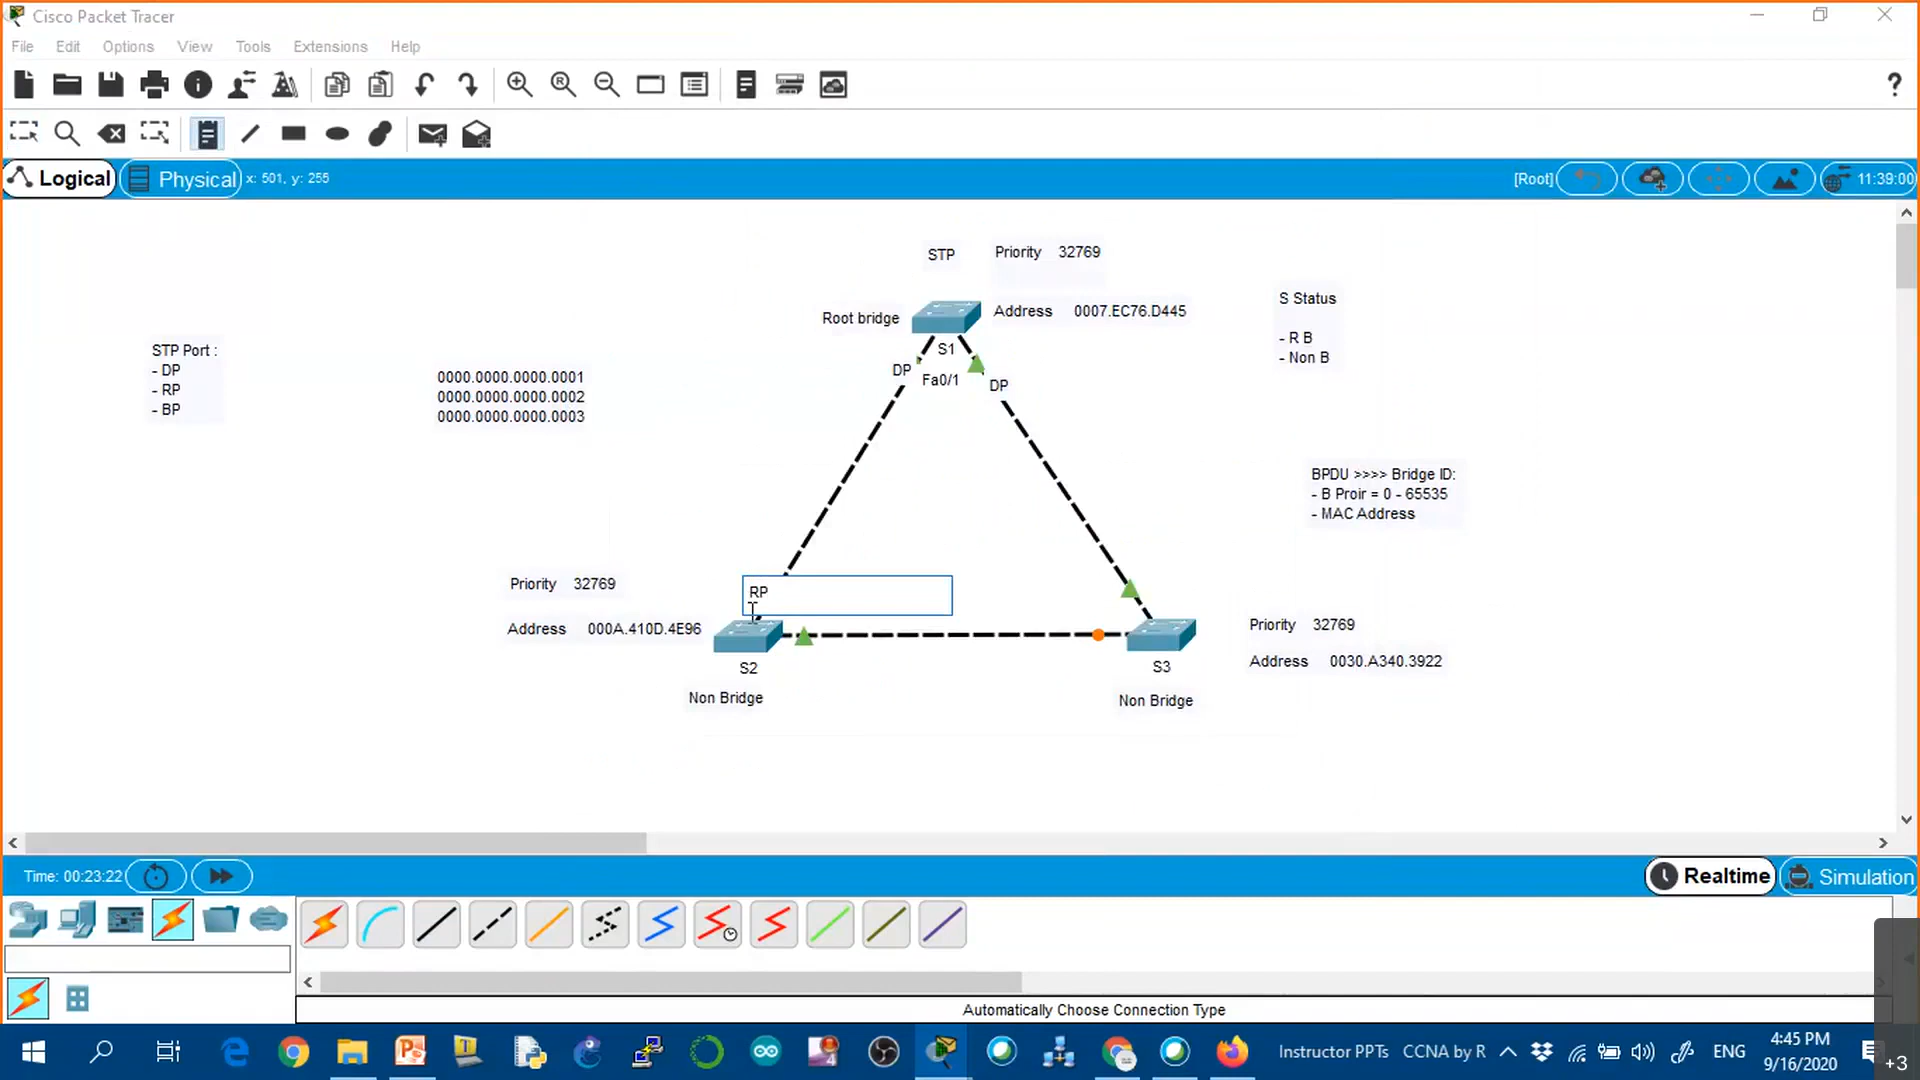 Cisco Packet Tracer
File Edit Options View Tools Extensions Help
Logical Physical x: 501, y: 255 [Root] 11:39:00
STP Priority 32769
Root bridge Address 0007.EC76.D445
S Status
- R B
- Non B
S1
DP Fa0/1 DP
STP Port :
- DP
- RP
- BP
0000.0000.0000.0001
0000.0000.0000.0002
0000.0000.0000.0003
BPDU >>>> Bridge ID:
- B Proir = 0 - 65535
- MAC Address
Priority 32769
RP
Address 000A.410D.4E96
S2
Non Bridge
S3
Non Bridge
Priority 32769
Address 0030.A340.3922
Time: 00:23:22 Realtime Simulation
Automatically Choose Connection Type
Instructor PPTs CCNA by R ENG 4:45 PM
9/16/2020
+3